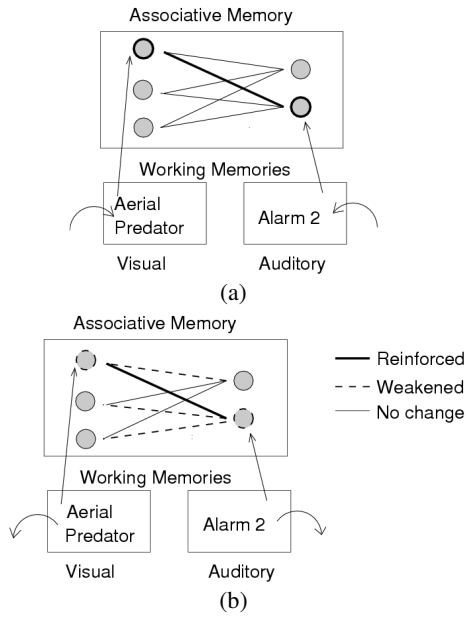 Associative Memory
Working Memories
Aerial
Predator
Alarm 2
Visual
Auditory
(a)
Associative Memory
Reinforced
Weakened
No change
Working Memories
Aerial
Predator
Alarm 2
Visual
Auditory
(b)